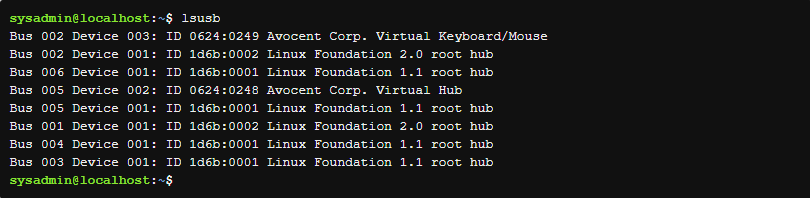 sysadmin@localhost:~$ lsusb
Bus 002 Device 003: ID 0624:0249 Avocent Corp. Virtual Keyboard/Mouse
Bus 002 Device 001: ID 1d6b:0002 Linux Foundation 2.0 root hub
Bus 006 Device 001: ID 1d6b:0001 Linux Foundation 1.1 root hub
Bus 005 Device 002: ID 0624:0248 Avocent Corp. Virtual Hub
Bus 005 Device 001: ID 1d6b:0001 Linux Foundation 1.1 root hub
Bus 001 Device 001: ID 1d6b:0002 Linux Foundation 2.0 root hub
Bus 004 Device 001: ID 1d6b:0001 Linux Foundation 1.1 root hub
Bus 003 Device 001: ID 1d6b:0001 Linux Foundation 1.1 root hub
sysadmin@localhost:~$